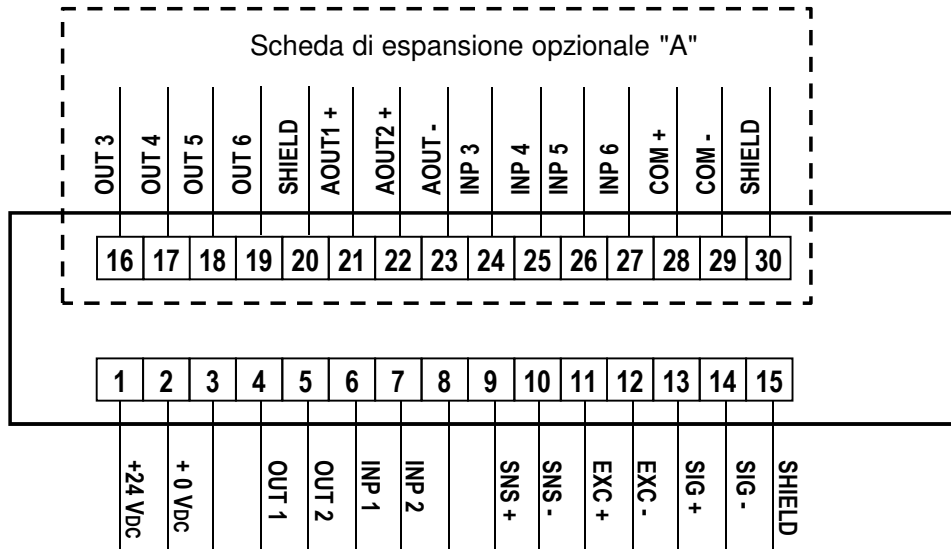 Scheda di espansione opzionale "A"
OUT 3
OUT 4
OUT 5
OUT 6
SHIELD
AOUT1 +
AOUT2 +
AOUT -
INP 3
INP 4
INP 5
INP 6
COM +
COM -
SHIELD
16 17 18 19 20 21 22 23 24 25 26 27 28 29 30
1 2 3 4 5 6 7 8 9 10 11 12 13 14 15
+24 VDC
+ 0 VDC
OUT 1
OUT 2
INP 1
INP 2
SNS +
SNS -
EXC +
EXC -
SIG +
SIG -
SHIELD